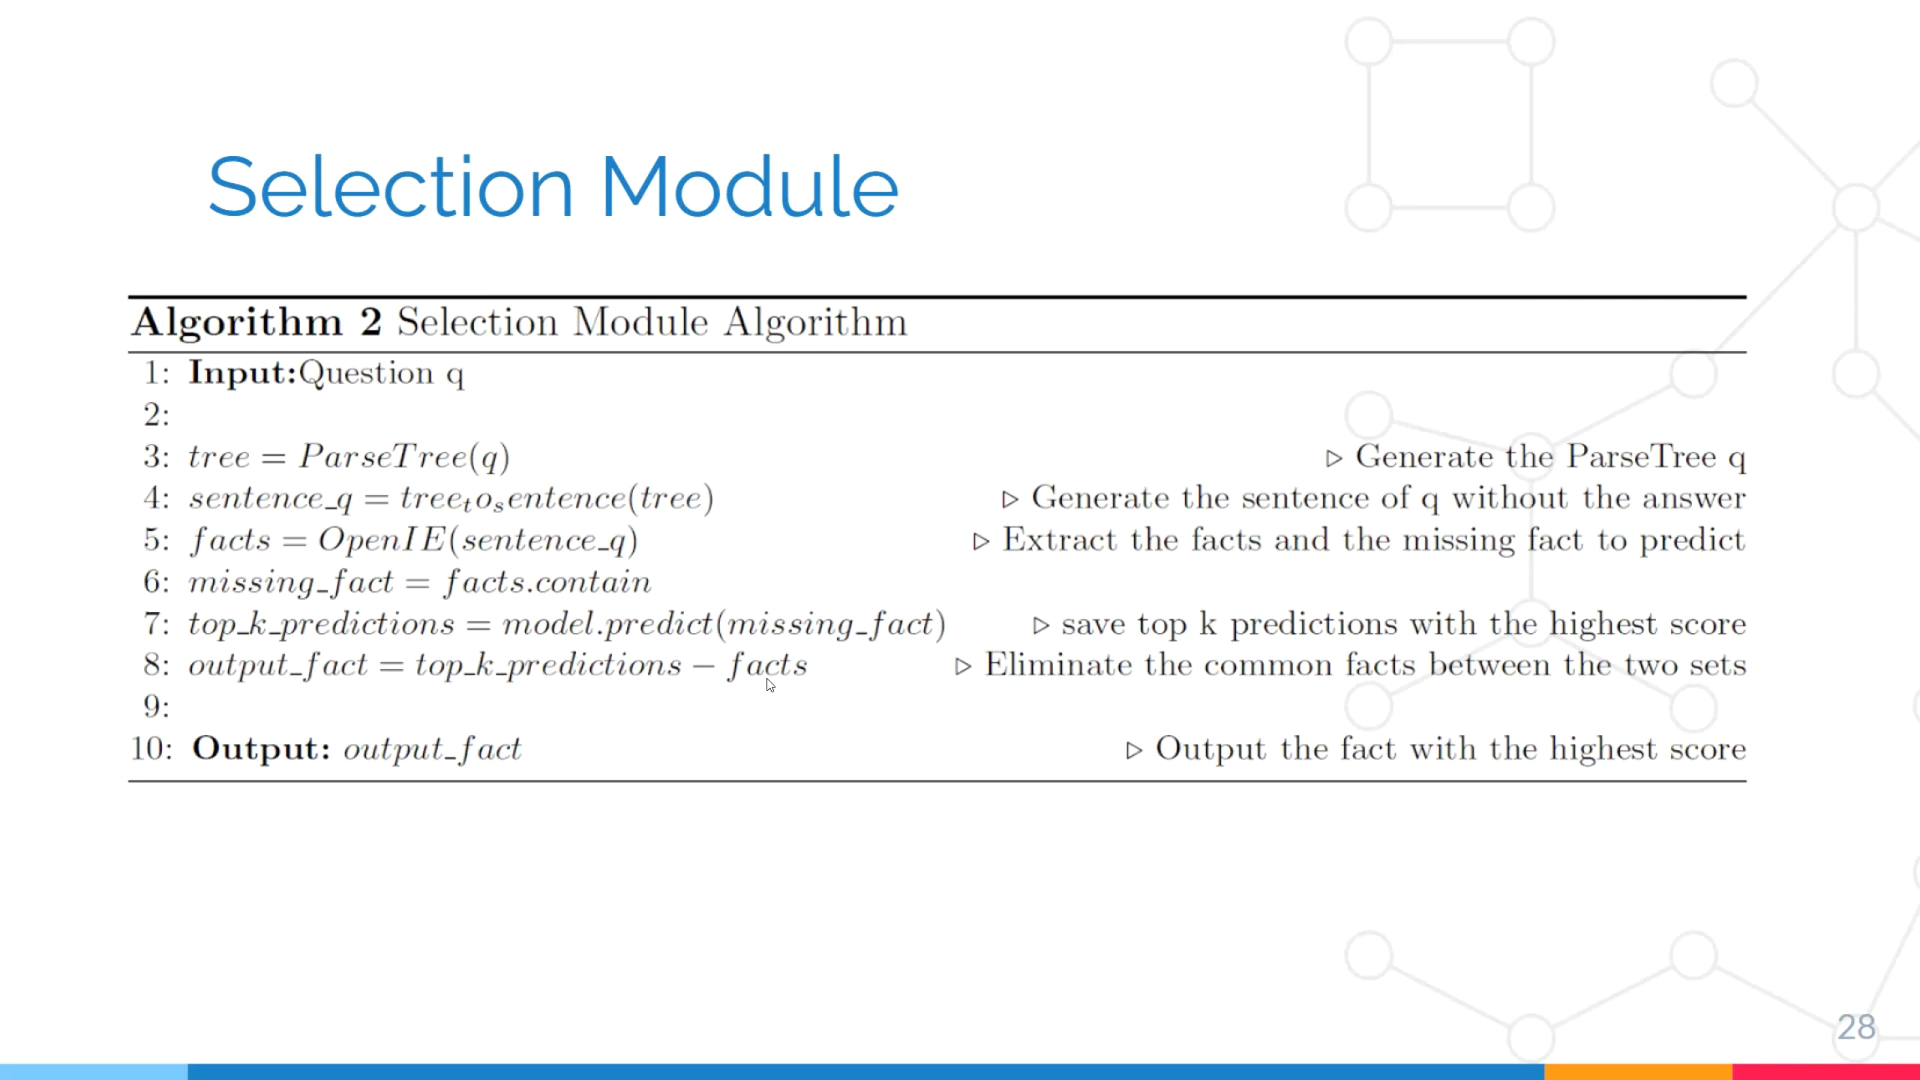 Selection Module
Algorithm 2 Selection Module Algorithm
1: Input:Question q
2:
3: tree = ParseTree(q) ▷ Generate the ParseTree q
4: sentence_q = tree_to_sentence(tree) ▷ Generate the sentence of q without the answer
5: facts = OpenIE(sentence_q) ▷ Extract the facts and the missing fact to predict
6: missing_fact = facts.contain
7: top_k_predictions = model.predict(missing_fact) ▷ save top k predictions with the highest score
8: output_fact = top_k_predictions − facts ▷ Eliminate the common facts between the two sets
9:
10: Output: output_fact ▷ Output the fact with the highest score
28